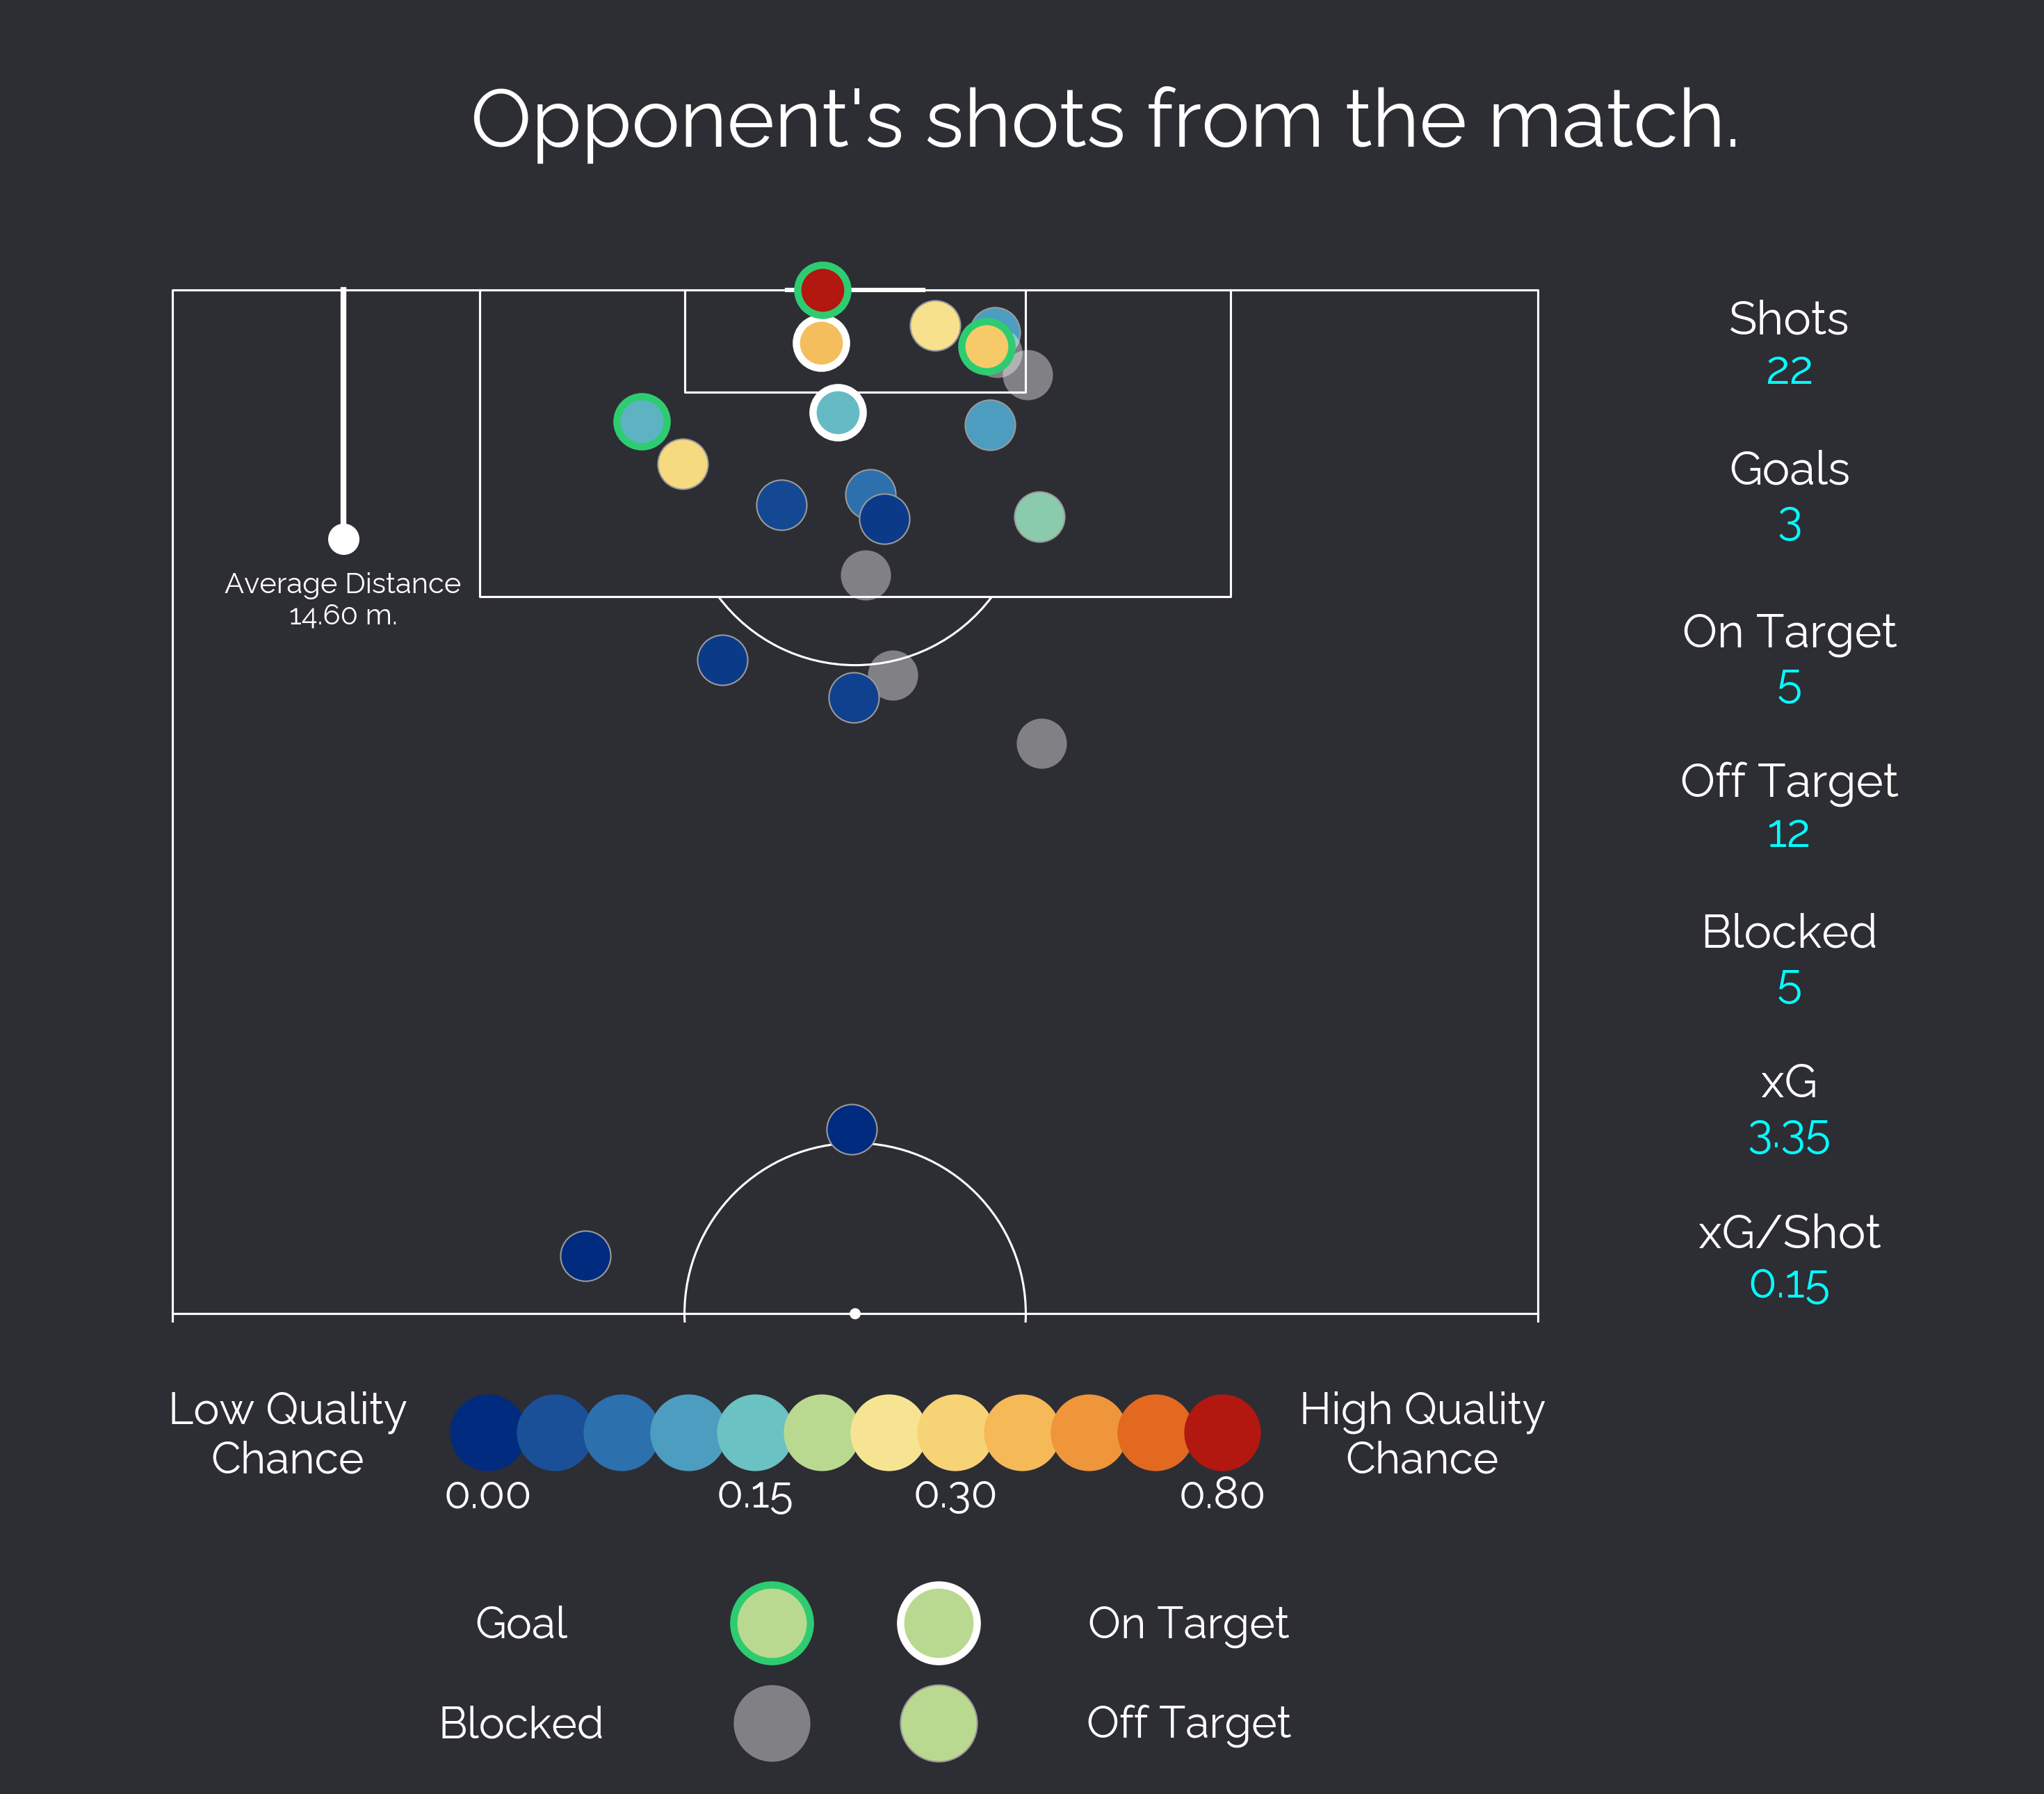 Opponent's shots from the match.
Average Distance
14.60 m.
Shots
22
Goals
3
On Target
5
Off Target
12
Blocked
5
xG
3.35
xG/Shot
0.15
Low Quality
Chance
0.00
0.15
0.30
0.80
High Quality
Chance
Goal
On Target
Blocked
Off Target